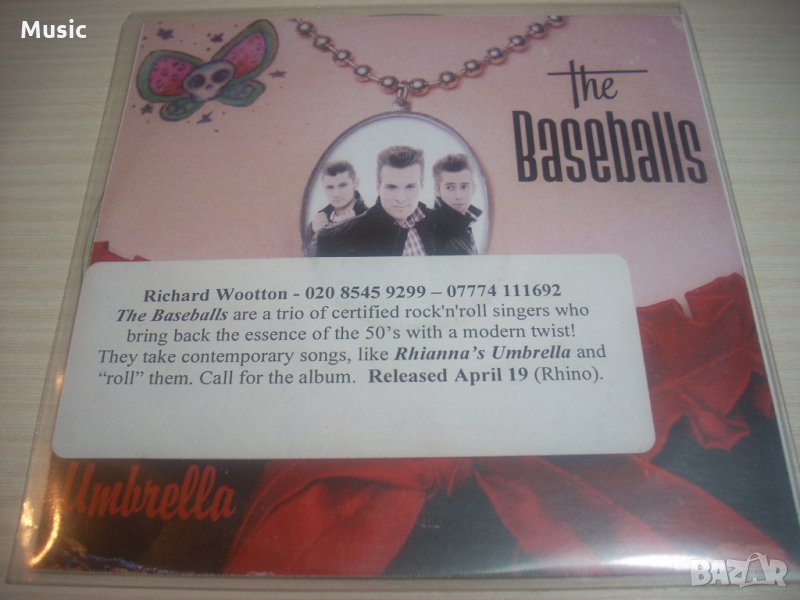 Music
the
Baseballs
Richard Wootton - 020 8545 9299 – 07774 111692
The Baseballs are a trio of certified rock'n'roll singers who
bring back the essence of the 50's with a modern twist!
They take contemporary songs, like Rhianna's Umbrella and
“roll” them. Call for the album. Released April 19 (Rhino).
Umbrella
BAZAR